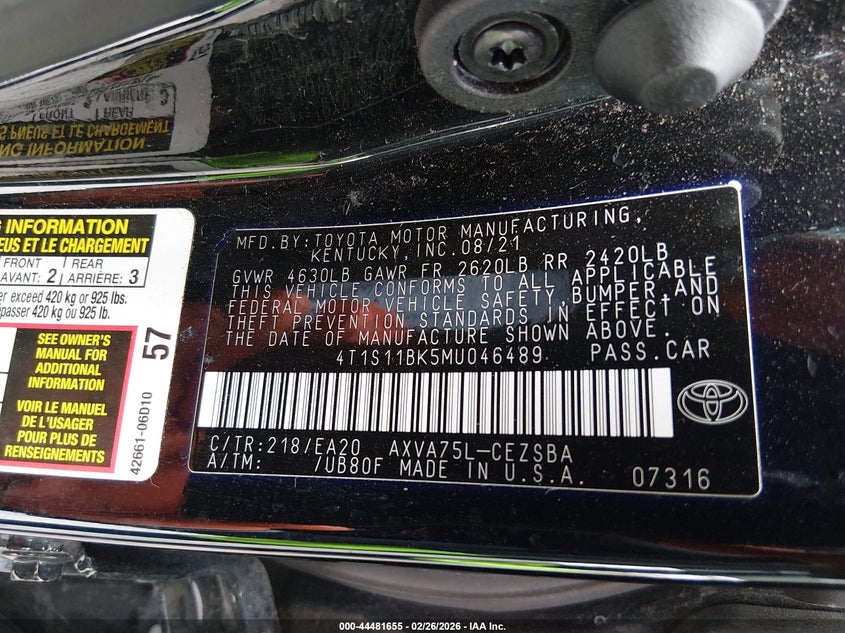 G INFORMATION
EUS ET LE CHARGEMENT
FRONT
AVANT: 2
REAR
ARRIÈRE: 3
er exceed 420 kg or 925 lbs.
passer 420 kg ou 925 lb.
SEE OWNER'S
MANUAL FOR
ADDITIONAL
INFORMATION
VOIR LE MANUEL
DE L'USAGER
POUR PLUS DE
RENSEIGNEMENTS
57
42661-06D10
MFD.BY:TOYOTA MOTOR MANUFACTURING,
KENTUCKY, INC.08/21
GVWR 4630LB GAWR FR 2620LB RR 2420LB
THIS VEHICLE CONFORMS TO ALL APPLICABLE
FEDERAL MOTOR VEHICLE SAFETY,BUMPER,AND
THEFT PREVENTION STANDARDS IN EFFECT ON
THE DATE OF MANUFACTURE SHOWN ABOVE.
4T1S11BK5MU046489 PASS.CAR
C/TR:218/EA20 AXVA75L-CEZSBA
A/TM: /UB80F MADE IN U.S.A. 07316
000-44481655 - 02/26/2026 - IAA Inc.